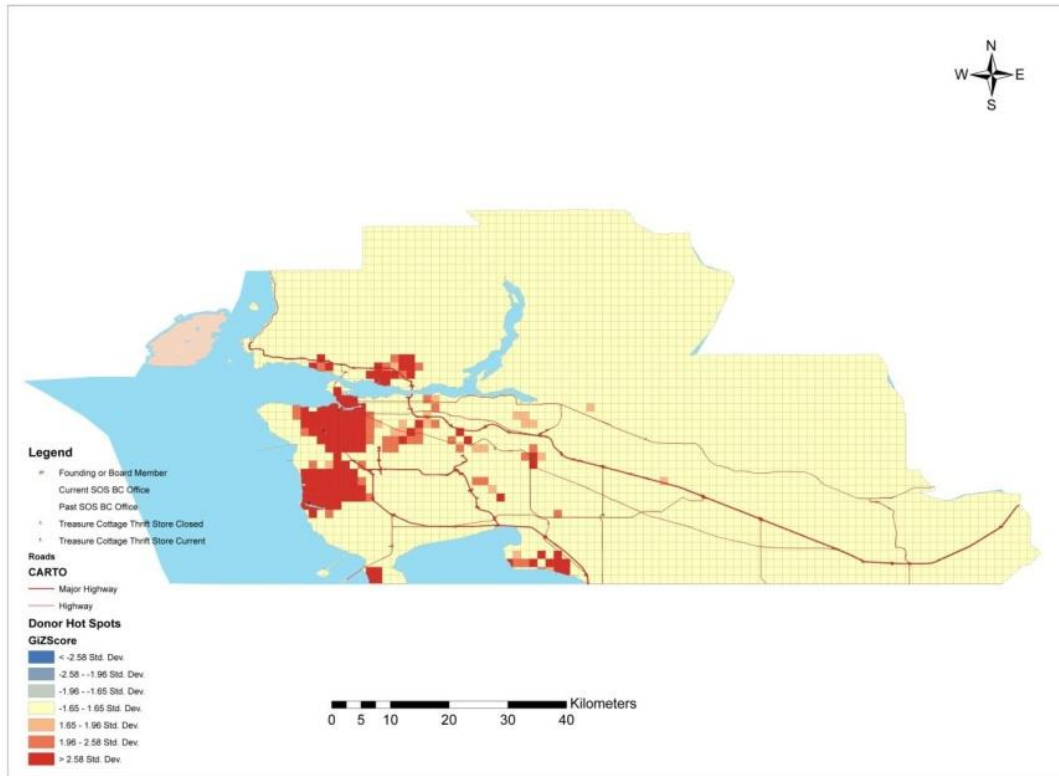 N
W E
S
Legend
Founding or Board Member
Current SOS BC Office
Past SOS BC Office
Treasure Cottage Thrift Store Closed
Treasure Cottage Thrift Store Current
Roads
CARTO
Major Highway
Highway
Donor Hot Spots
GiZScore
< -2.58 Std. Dev.
-2.58 - -1.96 Std. Dev.
-1.96 - -1.65 Std. Dev.
-1.65 - 1.65 Std. Dev.
1.65 - 1.96 Std. Dev.
1.96 - 2.58 Std. Dev.
> 2.58 Std. Dev.
Kilometers
0 5 10 20 30 40